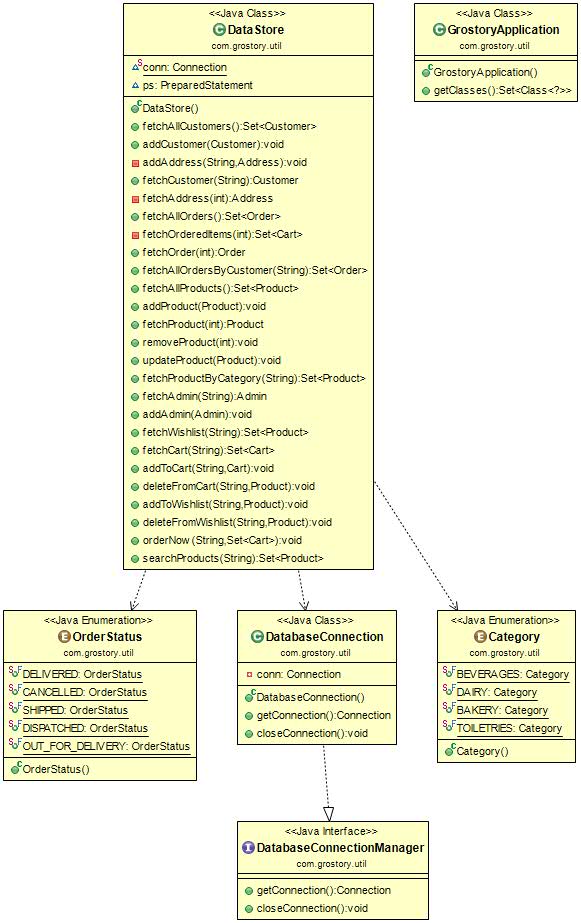 <<Java Class>>
DataStore
com.grostory.util
conn: Connection
ps: PreparedStatement
DataStore()
fetchAllCustomers():Set<Customer>
addCustomer(Customer):void
addAddress(String,Address):void
fetchCustomer(String):Customer
fetchAddress(int):Address
fetchAllOrders():Set<Order>
fetchOrderedItems(int):Set<Cart>
fetchOrder(int):Order
fetchAllOrdersByCustomer(String):Set<Order>
fetchAllProducts():Set<Product>
addProduct(Product):void
fetchProduct(int):Product
removeProduct(int):void
updateProduct(Product):void
fetchProductByCategory(String):Set<Product>
fetchAdmin(String):Admin
addAdmin(Admin):void
fetchWishlist(String):Set<Product>
fetchCart(String):Set<Cart>
addToCart(String,Cart):void
deleteFromCart(String,Product):void
addToWishlist(String,Product):void
deleteFromWishlist(String,Product):void
orderNow(String,Set<Cart>):void
searchProducts(String):Set<Product>
<<Java Class>>
GrostoryApplication
com.grostory.util
GrostoryApplication()
getClasses():Set<Class<?>>
<<Java Enumeration>>
OrderStatus
com.grostory.util
DELIVERED: OrderStatus
CANCELLED: OrderStatus
SHIPPED: OrderStatus
DISPATCHED: OrderStatus
OUT_FOR_DELIVERY: OrderStatus
OrderStatus()
<<Java Class>>
DatabaseConnection
com.grostory.util
conn: Connection
DatabaseConnection()
getConnection():Connection
closeConnection():void
<<Java Enumeration>>
Category
com.grostory.util
BEVERAGES: Category
DAIRY: Category
BAKERY: Category
TOILETRIES: Category
Category()
<<Java Interface>>
DatabaseConnectionManager
com.grostory.util
getConnection():Connection
closeConnection():void